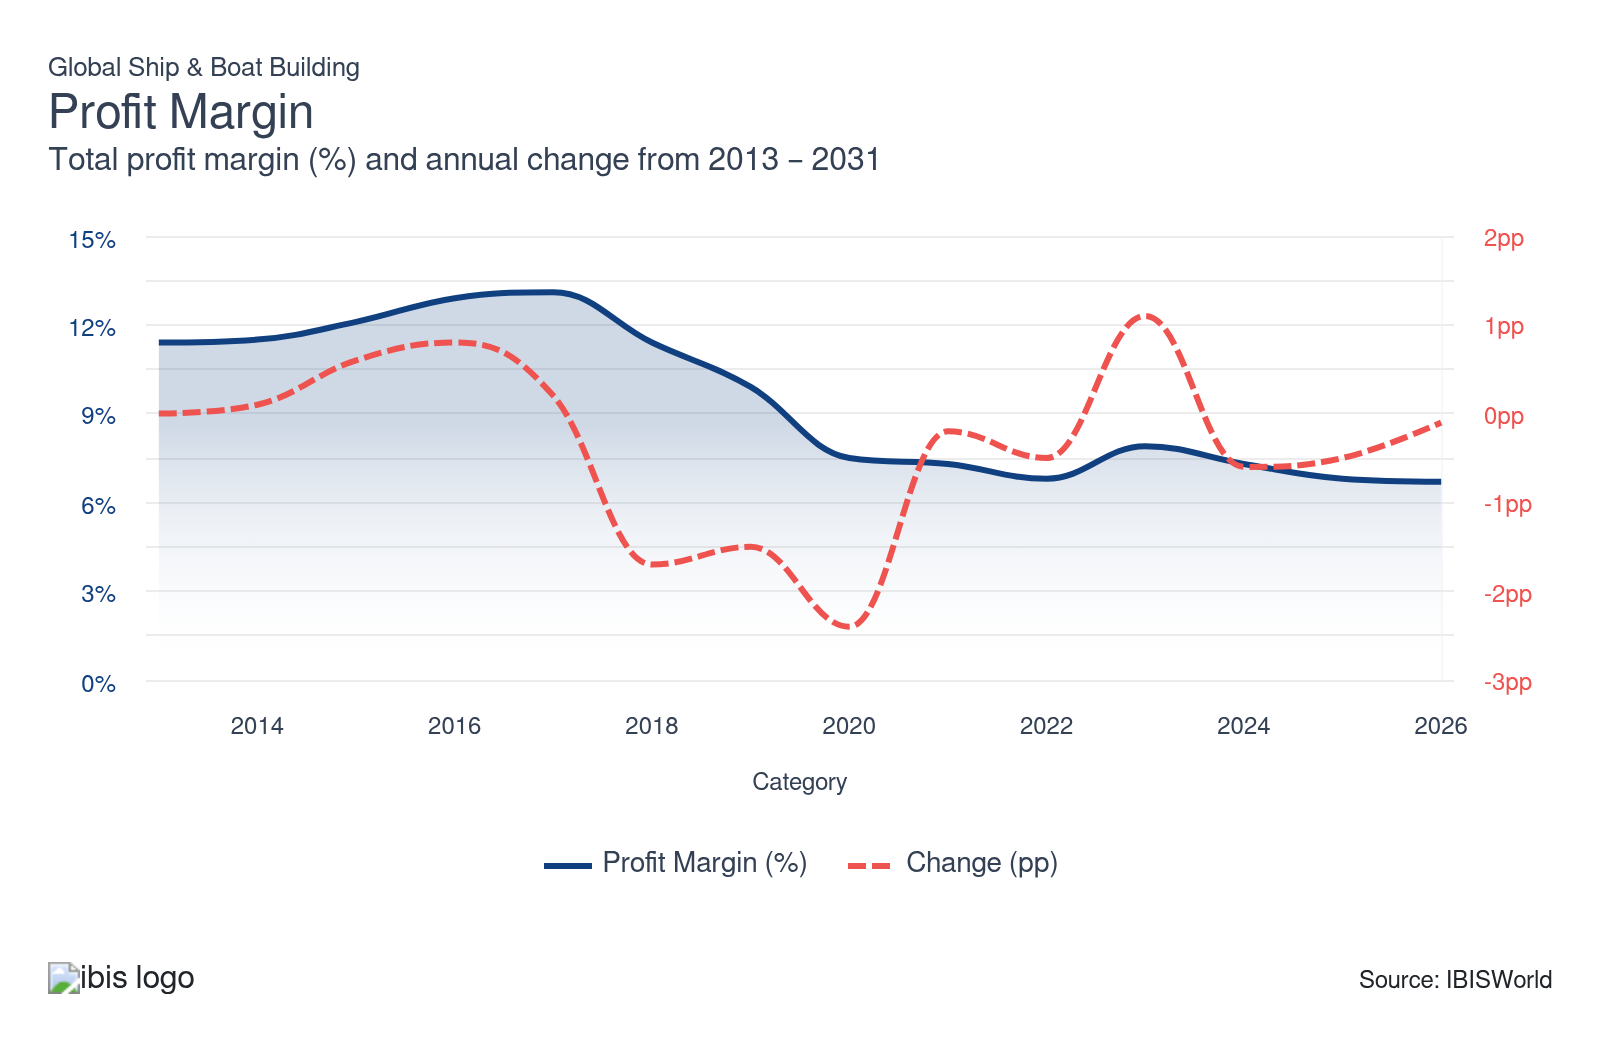 Global Ship & Boat Building
Profit Margin
Total profit margin (%) and annual change from 2013 – 2031
15%
12%
9%
6%
3%
0%
2pp
1pp
0pp
-1pp
-2pp
-3pp
2014 2016 2018 2020 2022 2024 2026
Category
Profit Margin (%) Change (pp)
ibis logo
Source: IBISWorld